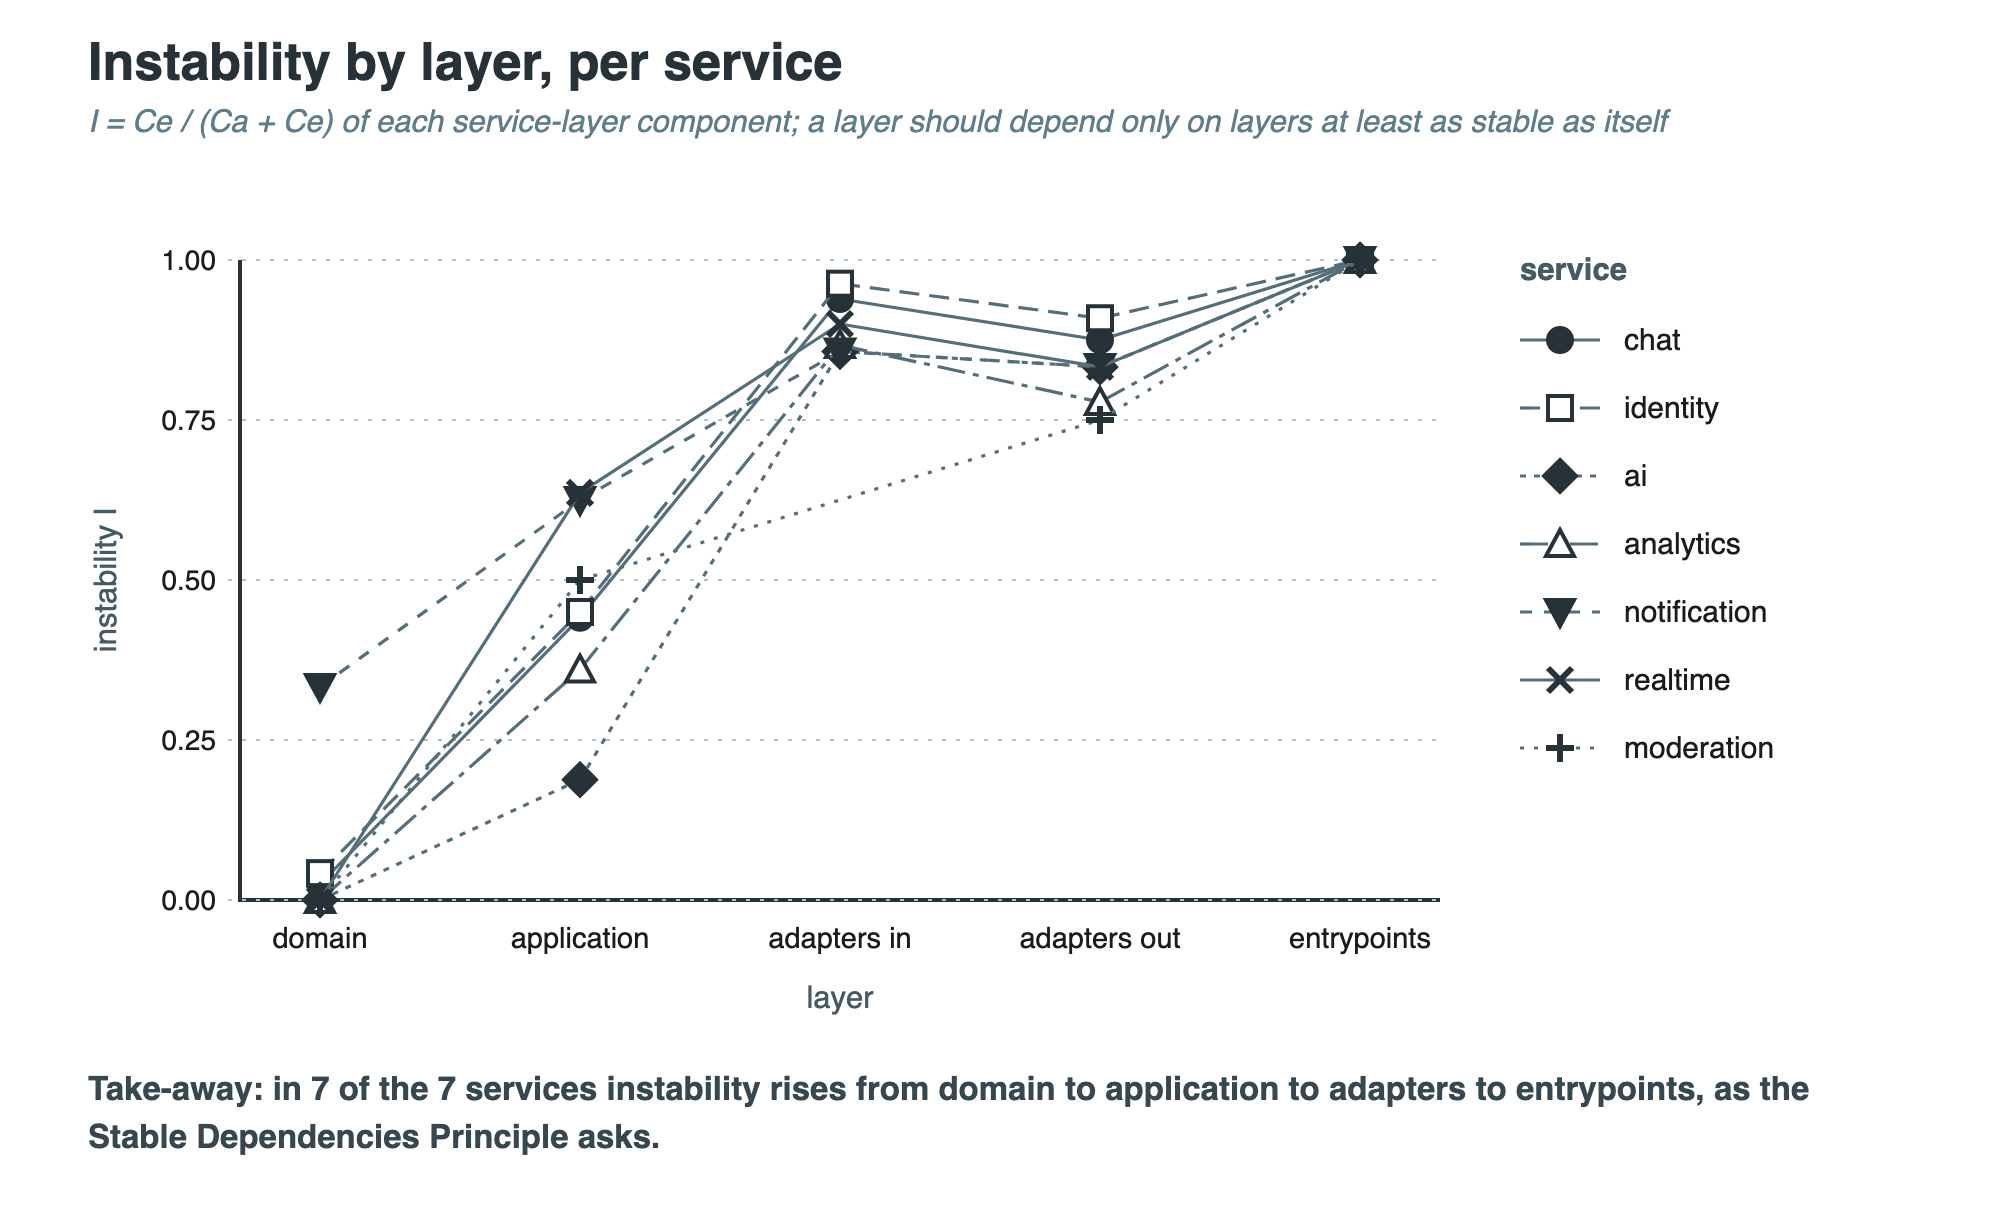 Instability by layer, per service
I = Ce / (Ca + Ce) of each service-layer component; a layer should depend only on layers at least as stable as itself
1.00
0.75
0.50
0.25
0.00
instability I
domain
application
adapters in
adapters out
entrypoints
layer
service
chat
identity
ai
analytics
notification
realtime
moderation
Take-away: in 7 of the 7 services instability rises from domain to application to adapters to entrypoints, as the
Stable Dependencies Principle asks.